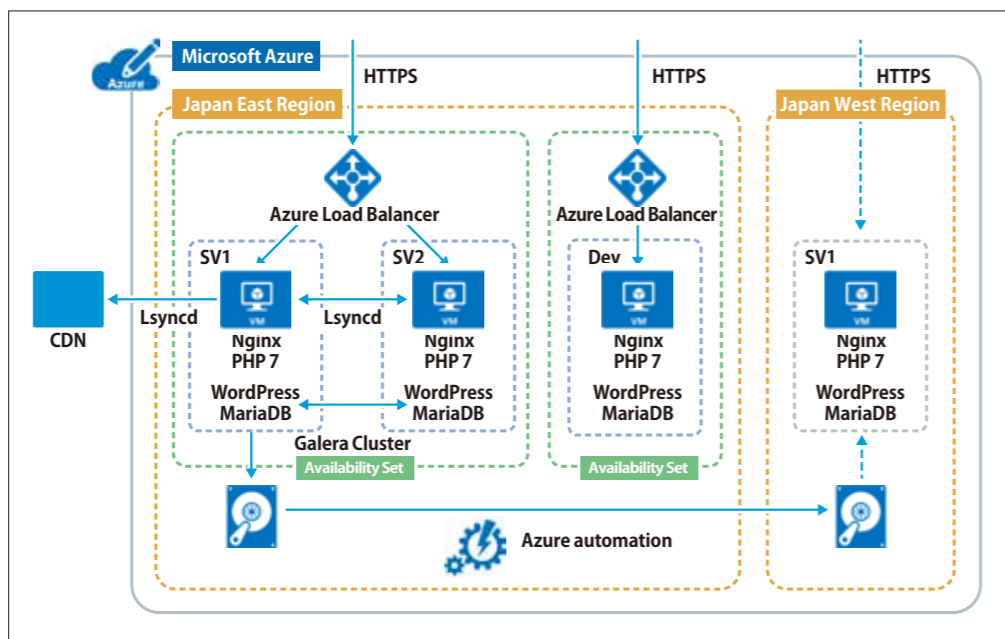 Azure
Microsoft Azure
HTTPS
HTTPS
HTTPS
Japan East Region
Japan West Region
Azure Load Balancer
Azure Load Balancer
SV1
SV2
Dev
SV1
VM
VM
VM
VM
Lsyncd
Lsyncd
CDN
Nginx
PHP 7
Nginx
PHP 7
Nginx
PHP 7
Nginx
PHP 7
WordPress
MariaDB
WordPress
MariaDB
WordPress
MariaDB
WordPress
MariaDB
Galera Cluster
Availability Set
Availability Set
Azure automation